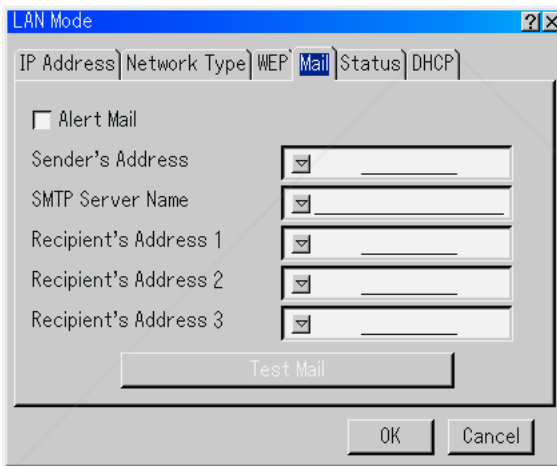 LAN Mode
?
IP Address Network Type WEP Mail Status DHCP
Alert Mail
Sender's Address
SMTP Server Name
Recipient's Address 1
Recipient's Address 2
Recipient's Address 3
Test Mail
OK Cancel